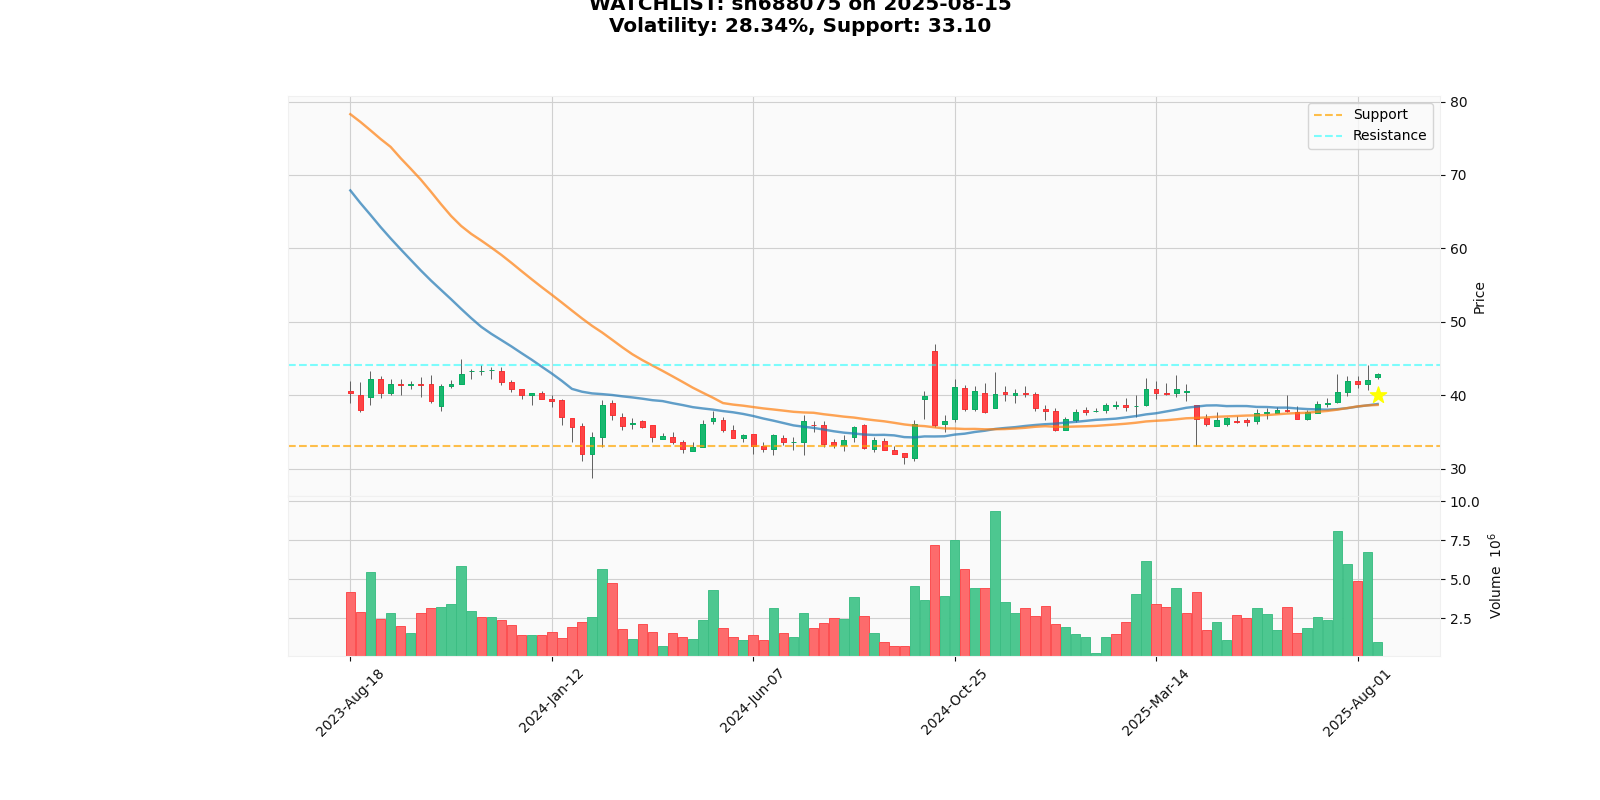 WATCHLIST: sh688075 on 2025-08-15
Volatility: 28.34%, Support: 33.10
Support
Resistance
80
70
60
50
40
30
Price
10.0
7.5
5.0
2.5
Volume 10^6
2023-Aug-18
2024-Jan-12
2024-Jun-07
2024-Oct-25
2025-Mar-14
2025-Aug-01